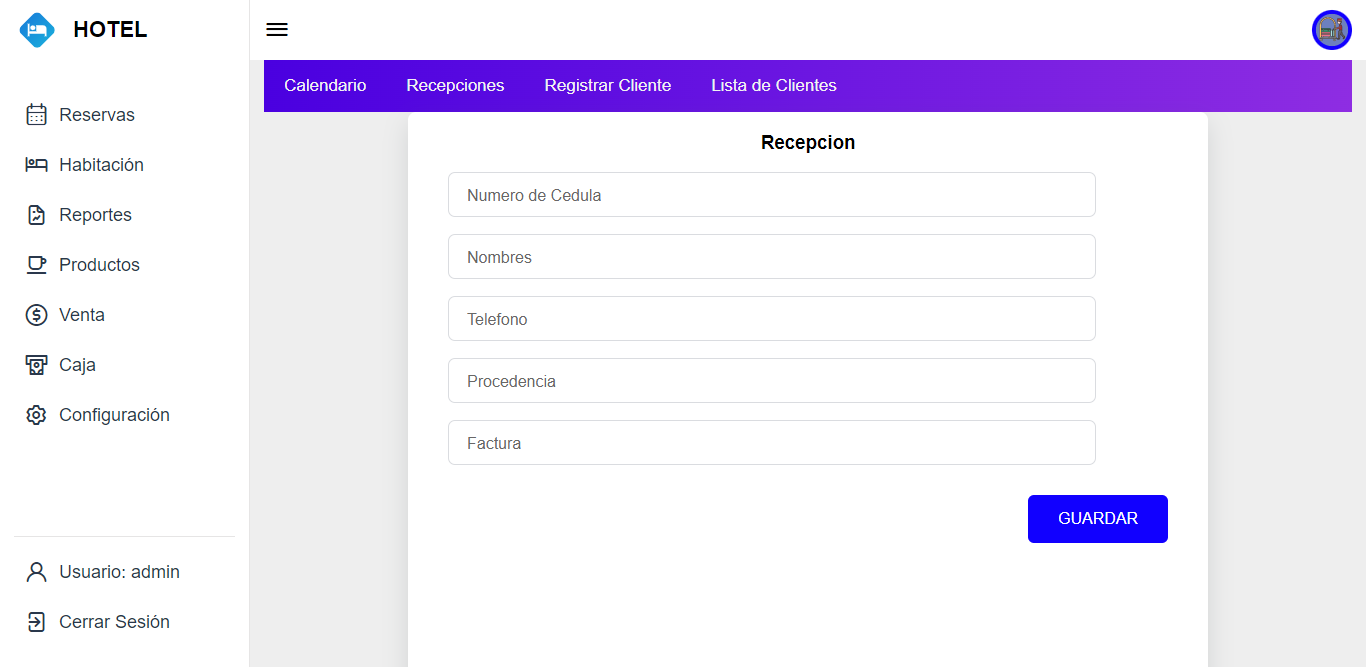 HOTEL
Reservas
Habitación
Reportes
Productos
Venta
Caja
Configuración
Usuario: admin
Cerrar Sesión
Calendario Recepciones Registrar Cliente Lista de Clientes
Recepcion
Numero de Cedula
Nombres
Telefono
Procedencia
Factura
GUARDAR